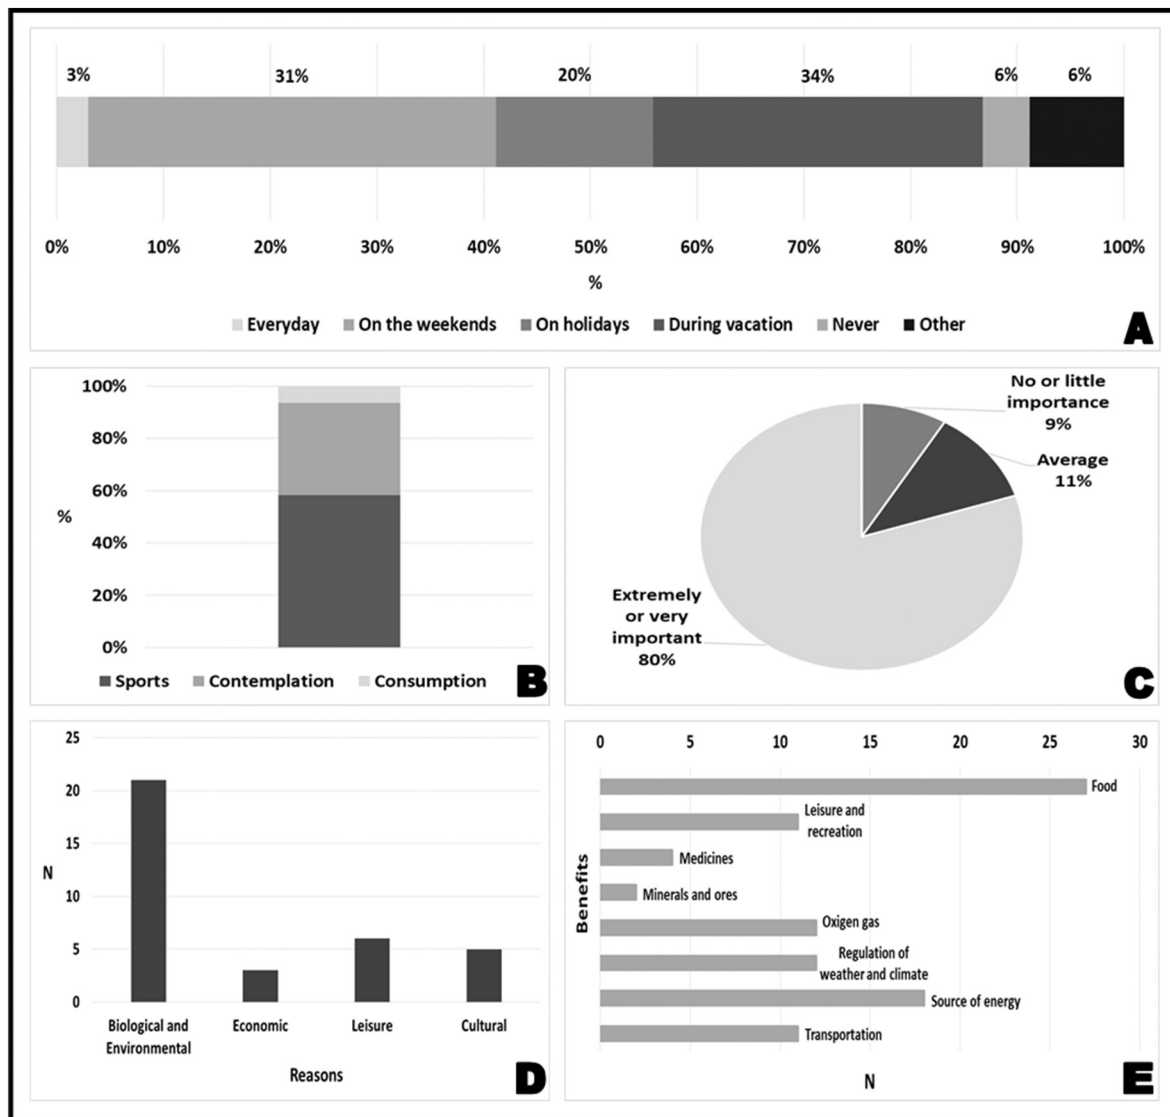 3% 31% 20% 34% 6% 6%
0% 10% 20% 30% 40% 50% 60% 70% 80% 90% 100%
%
Everyday On the weekends On holidays During vacation Never Other
A
100%
80%
60%
%
40%
20%
0%
Sports Contemplation Consumption
B
No or little
importance
9%
Average
11%
Extremely
or very
important
80%
C
25
20
15
N
10
5
0
Biological and
Environmental
Economic
Leisure
Cultural
Reasons
D
0 5 10 15 20 25 30
Food
Leisure and
recreation
Medicines
Minerals and ores
Benefits
Oxigen gas
Regulation of
weather and climate
Source of energy
Transportation
N
E